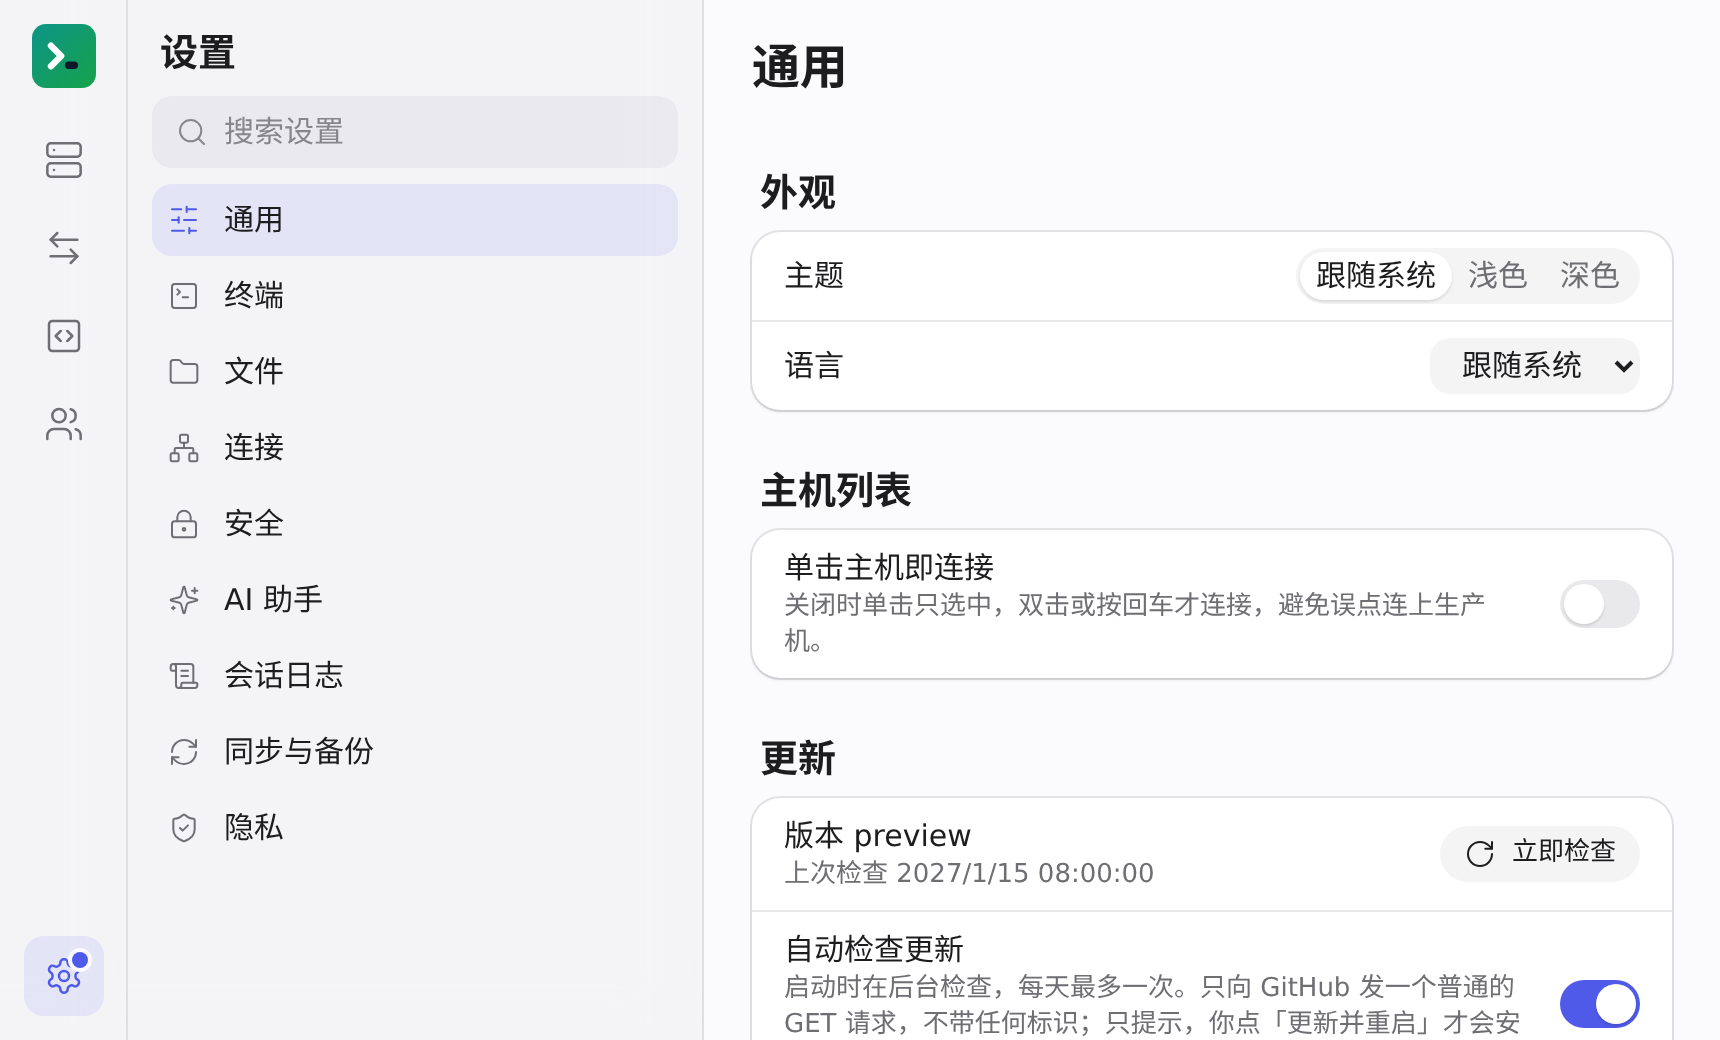 设置
搜索设置
通用
终端
文件
连接
安全
AI 助手
会话日志
同步与备份
隐私
通用
外观
主题
跟随系统 浅色 深色
语言
跟随系统
主机列表
单击主机即连接
关闭时单击只选中，双击或按回车才连接，避免误点连上生产
机。
更新
版本 preview
上次检查 2027/1/15 08:00:00
立即检查
自动检查更新
启动时在后台检查，每天最多一次。只向 GitHub 发一个普通的
GET 请求，不带任何标识；只提示，你点「更新并重启」才会安